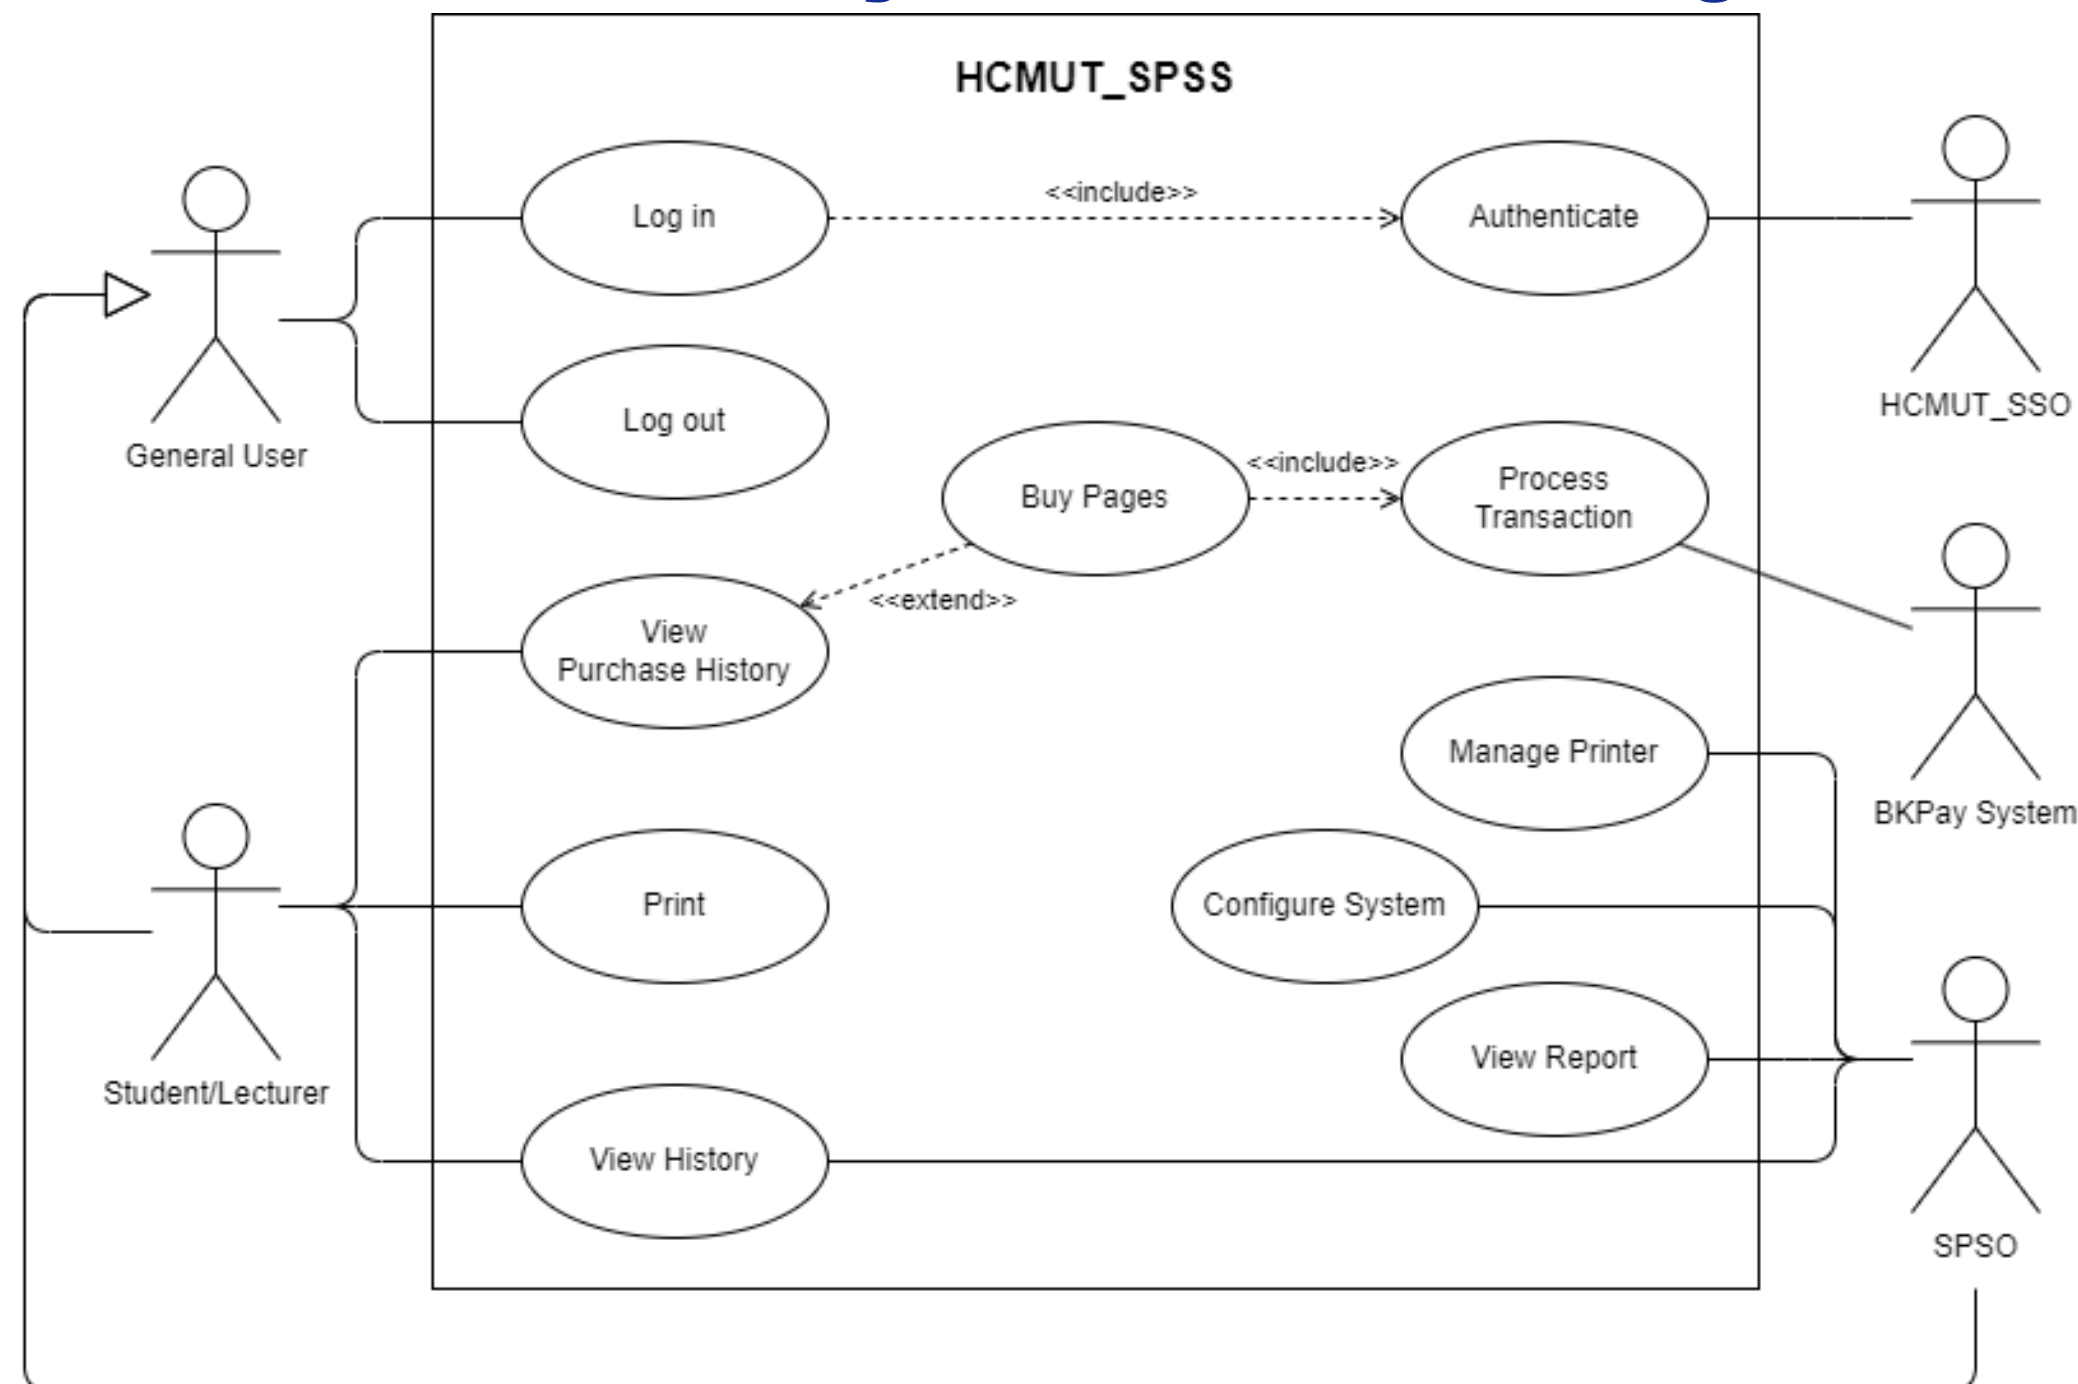 HCMUT_SPSS
Log in
<<include>>
Authenticate
HCMUT_SSO
Log out
General User
Buy Pages
<<include>>
Process
Transaction
<<extend>>
View
Purchase History
Manage Printer
BKPay System
Print
Configure System
View Report
Student/Lecturer
View History
SPSO